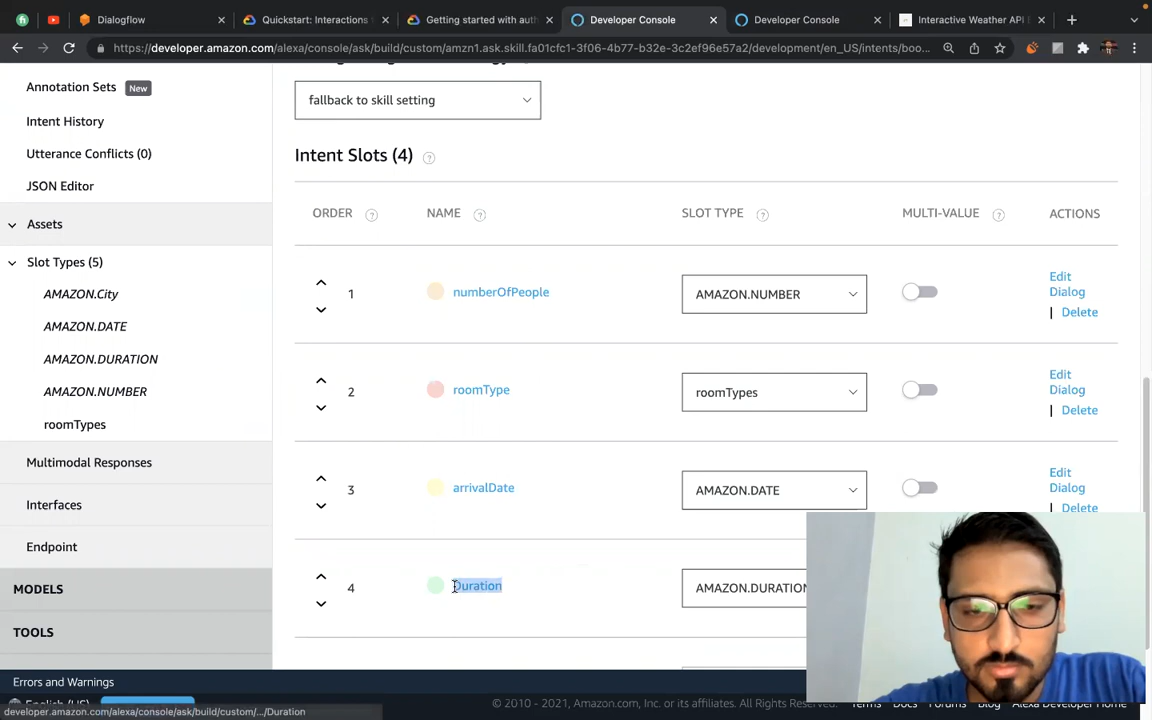 Dialogflow
Quickstart: Interactions
Getting started with auth
Developer Console
Developer Console
Interactive Weather API
https://developer.amazon.com/alexa/console/ask/build/custom/amzn1.ask.skill.fa01cfc1-3f06-4b77-b32e-3c2ef96e57a2/development/en_US/intents/boo...
Annotation Sets New
Intent History
Utterance Conflicts (0)
JSON Editor
Assets
Slot Types (5)
AMAZON.City
AMAZON.DATE
AMAZON.DURATION
AMAZON.NUMBER
roomTypes
Multimodal Responses
Interfaces
Endpoint
MODELS
TOOLS
fallback to skill setting
Intent Slots (4)
ORDER NAME SLOT TYPE MULTI-VALUE ACTIONS
1 numberOfPeople AMAZON.NUMBER Edit Dialog | Delete
2 roomType roomTypes Edit Dialog | Delete
3 arrivalDate AMAZON.DATE Edit Dialog | Delete
4 Duration AMAZON.DURATION
Errors and Warnings
English (US)
© 2010 - 2021, Amazon.com, Inc. or its affiliates. All Rights Reserved.
Terms Docs Forums Blog Alexa Developer Home
developer.amazon.com/alexa/console/ask/build/custom/.../Duration